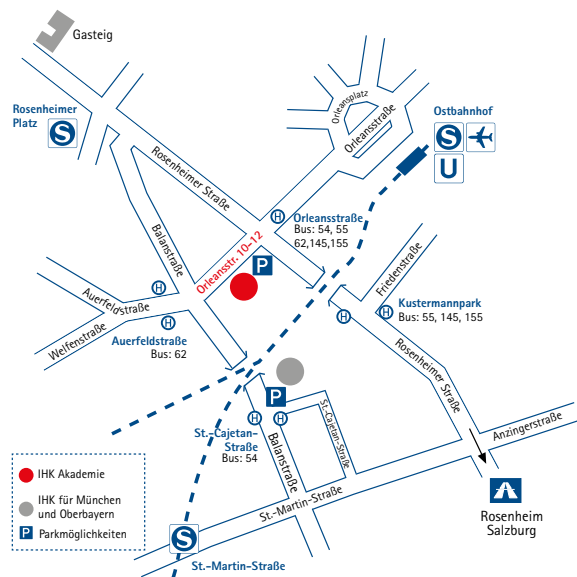 Gasteig
Rosenheimer
Platz
S
Rosenheimer Straße
Orleansplatz
Orleansstraße
Ostbahnhof
S
U
H
Orleansstraße
Bus: 54, 55
62,145,155
Orleansstr. 10-12
P
Balanstraße
Friedenstraße
H
Auerfeldstraße
Welfenstraße
H
Auerfeldstraße
Bus: 62
H
H
Kustermannpark
Bus: 55, 145, 155
Rosenheimer Straße
P
H
H
St.-Cajetan-
Straße
Bus: 54
St.-Cajetan-
Straße
Balanstraße
Anzingerstraße
St.-Martin-Straße
IHK Akademie
IHK für München
und Oberbayern
P Parkmöglichkeiten
S
St.-Martin-Straße
Rosenheim
Salzburg